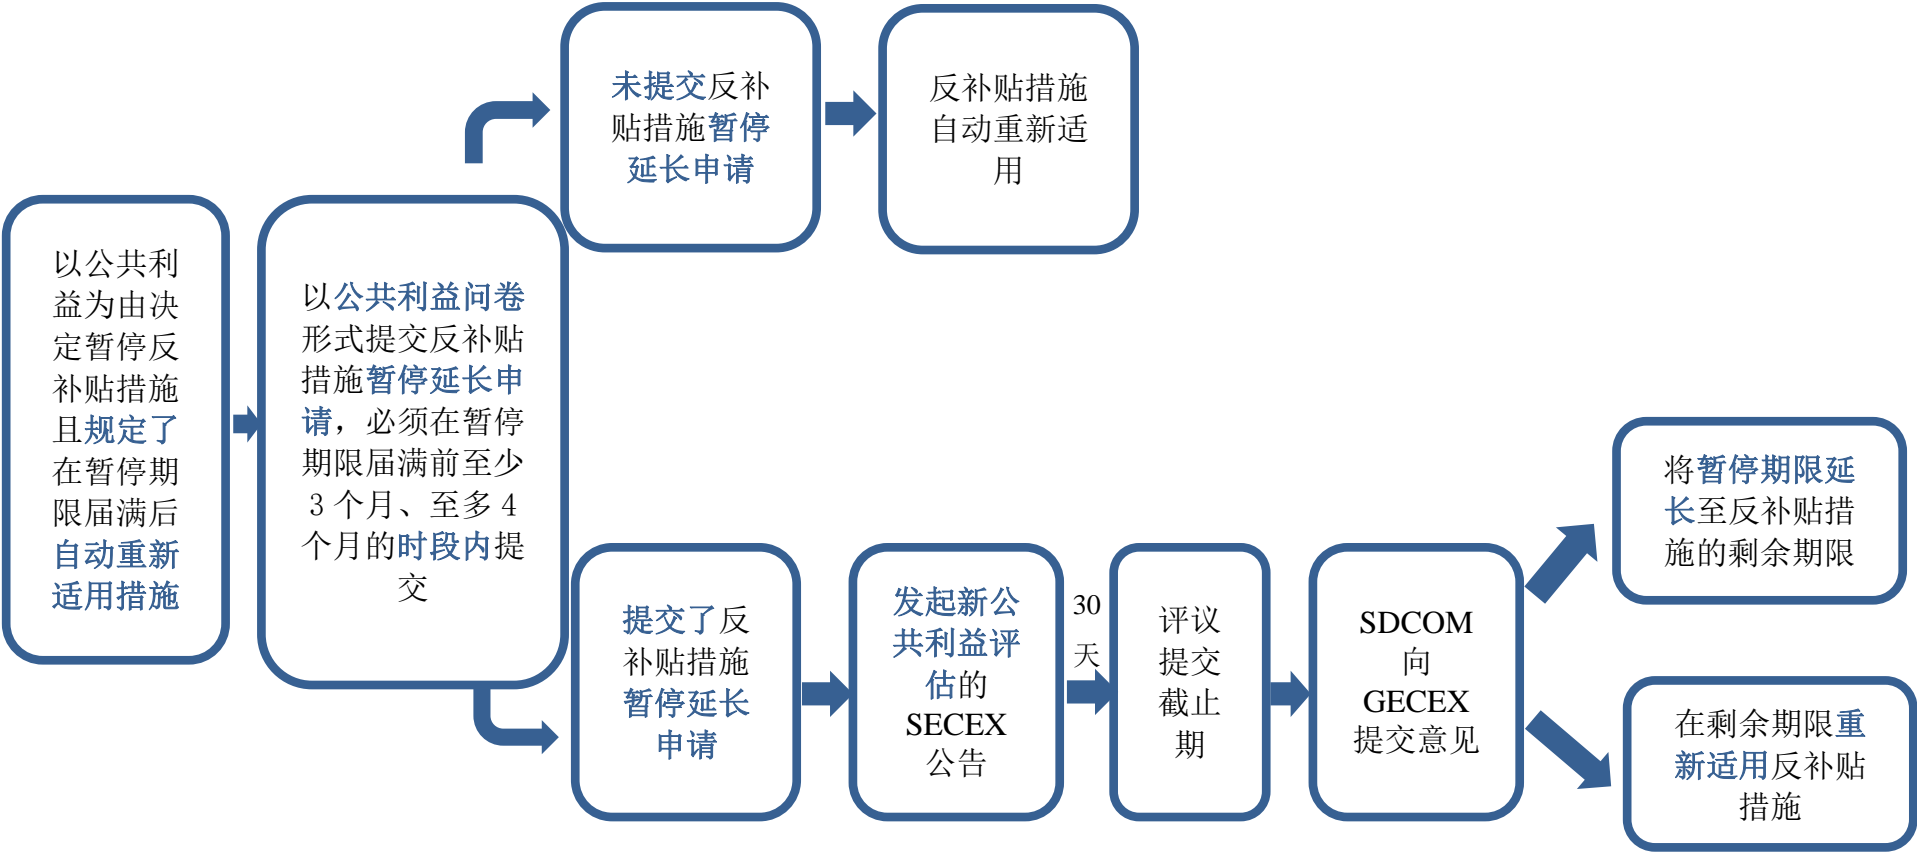 以公共利
益为由决
定暂停反
补贴措施
且规定了
在暂停期
限届满后
自动重新
适用措施
以公共利益问卷
形式提交反补贴
措施暂停延长申
请，必须在暂停
期限届满前至少
3个月、至多4
个月的时段内提
交
未提交反补
贴措施暂停
延长申请
反补贴措施
自动重新适
用
提交了反
补贴措施
暂停延长
申请
发起新公
共利益评
估的
SECEX
公告
30
天
评议
提交
截止
期
SDCOM
向
GECEX
提交意见
将暂停期限延
长至反补贴措
施的剩余期限
在剩余期限重
新适用反补贴
措施